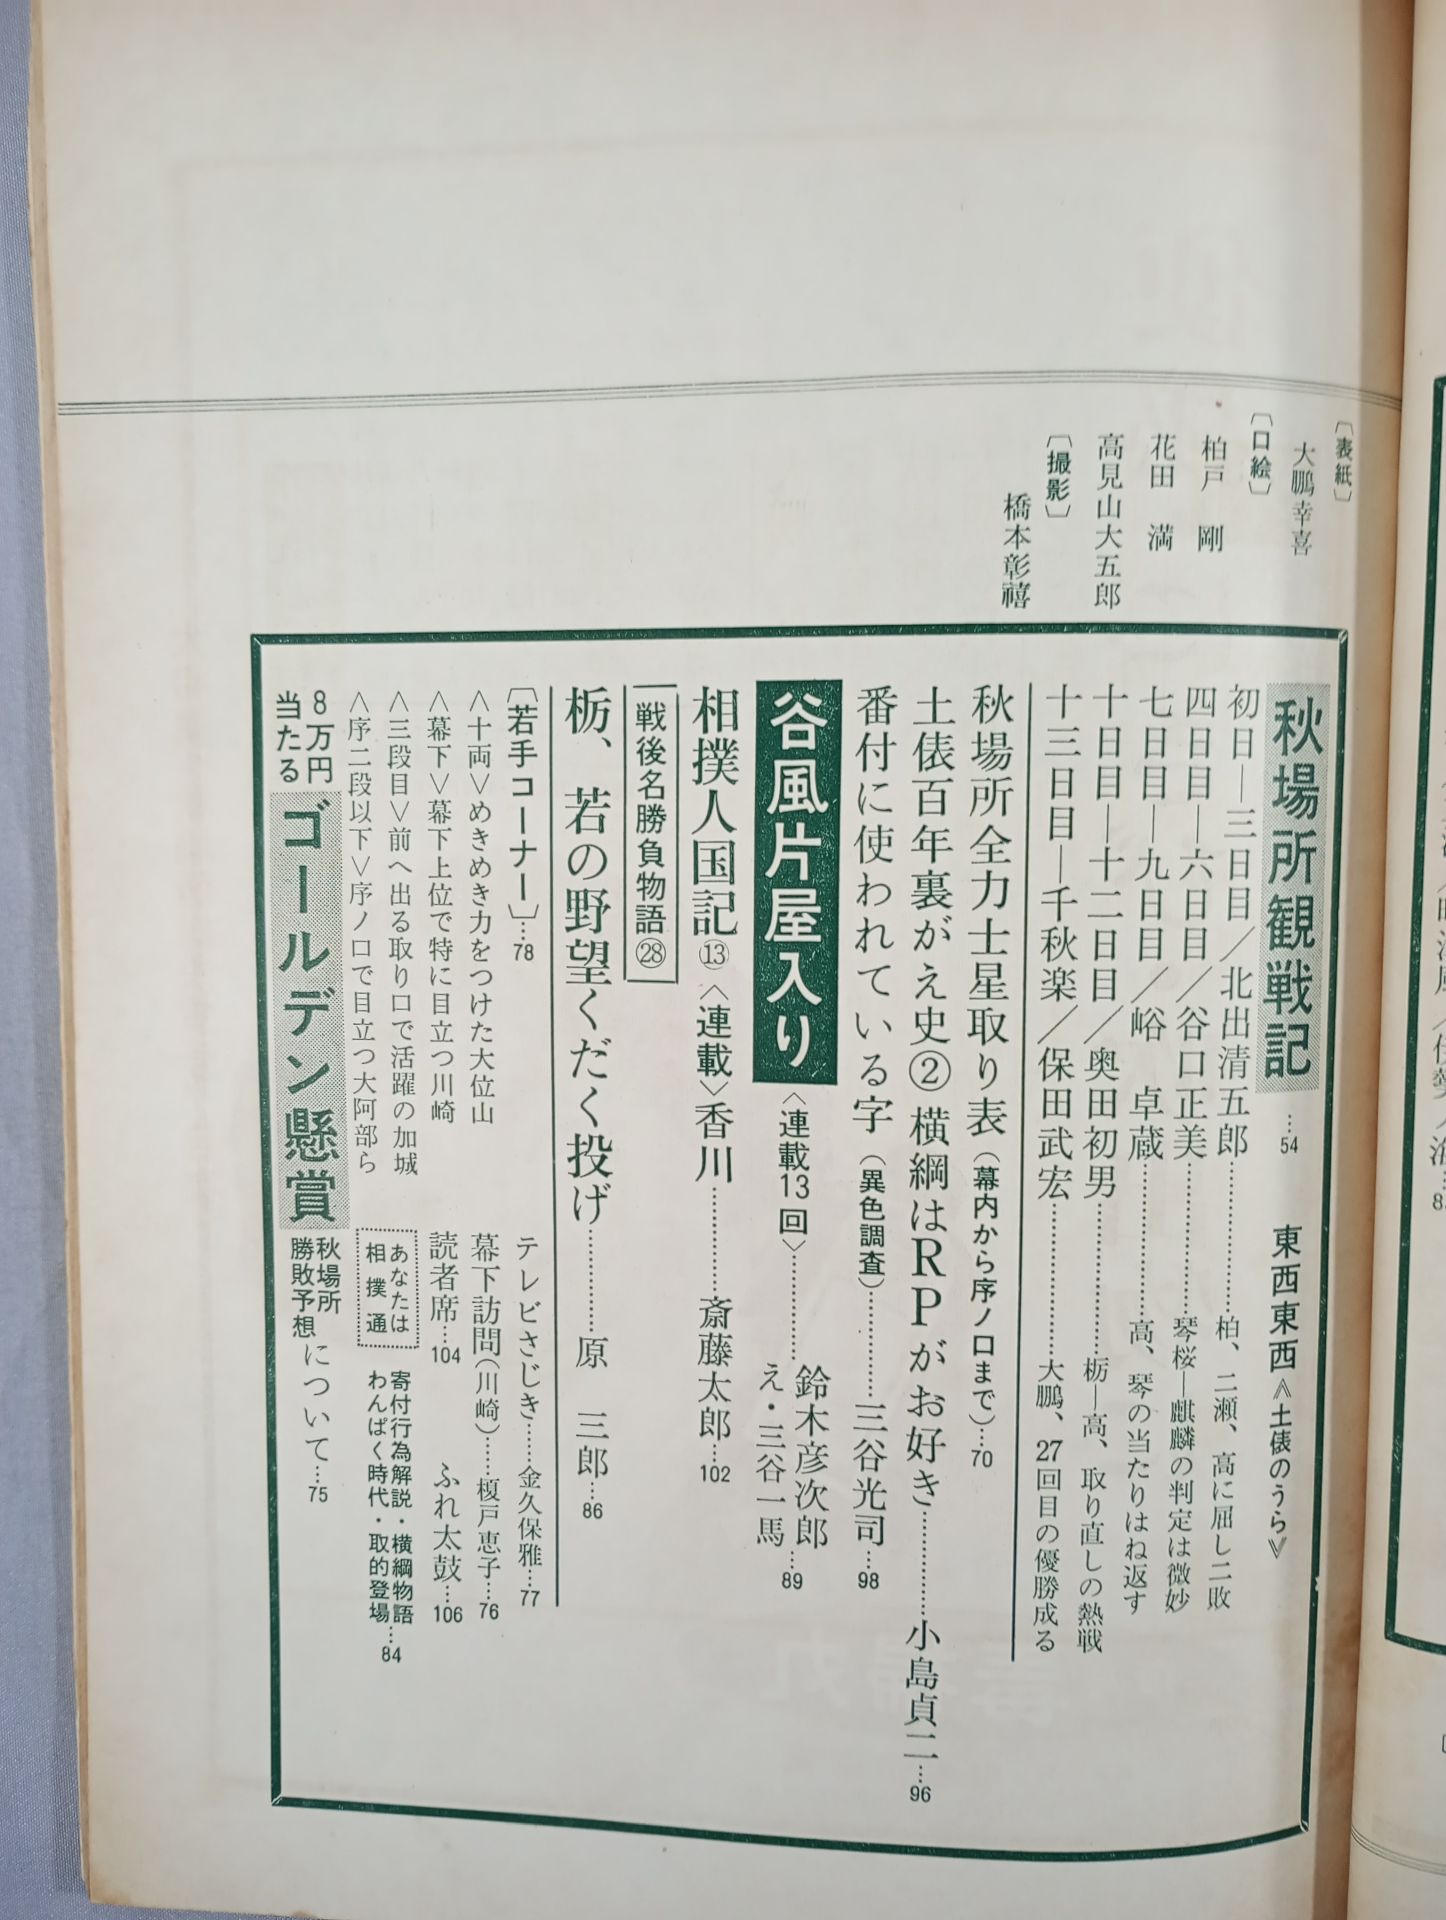 〔表紙〕
大鵬幸喜
〔口絵〕
柏戸 剛
花田 満
高見山大五郎
〔撮影〕
橋本彰禧
秋場所観戦記…54
東西東西《土俵のうら》
初日―三日目/北出清五郎………柏、二瀬、高に屈し二敗
四日目―六日目/谷口正美………琴桜―麒麟の判定は微妙
七日目―九日目/峪 卓蔵………高、琴の当たりはね返す
十日目―十二日目/奥田初男………栃―高、取り直しの熱戦
十三日目―千秋楽/保田武宏………大鵬、27回目の優勝成る
秋場所全力士星取り表(幕内から序ノ口まで)…70
土俵百年裏がえ史②横綱はRPがお好き………小島貞二…96
番付に使われている字(異色調査)………三谷光司…98
谷風片屋入り〈連載13回〉………鈴木彦次郎
え・三谷一馬…89
相撲人国記⑬〈連載〉香川………斎藤太郎…102
戦後名勝負物語㉘
栃、若の野望くだく投げ………原 三郎…86
〔若手コーナー〕…78
〈十両〉めきめき力をつけた大位山
〈幕下〉幕下上位で特に目立つ川崎
〈三段目〉前へ出る取り口で活躍の加城
〈序二段以下〉序ノ口で目立つ大阿部ら
テレビさじき……金久保雅…77
幕下訪問(川崎)……榎戸恵子…76
読者席…104
ふれ太鼓…106
あなたは
相撲通
寄付行為解説・横綱物語
わんぱく時代・取的登場…84
8万円
当たる
ゴールデン懸賞
秋場所
勝敗予想
について…75